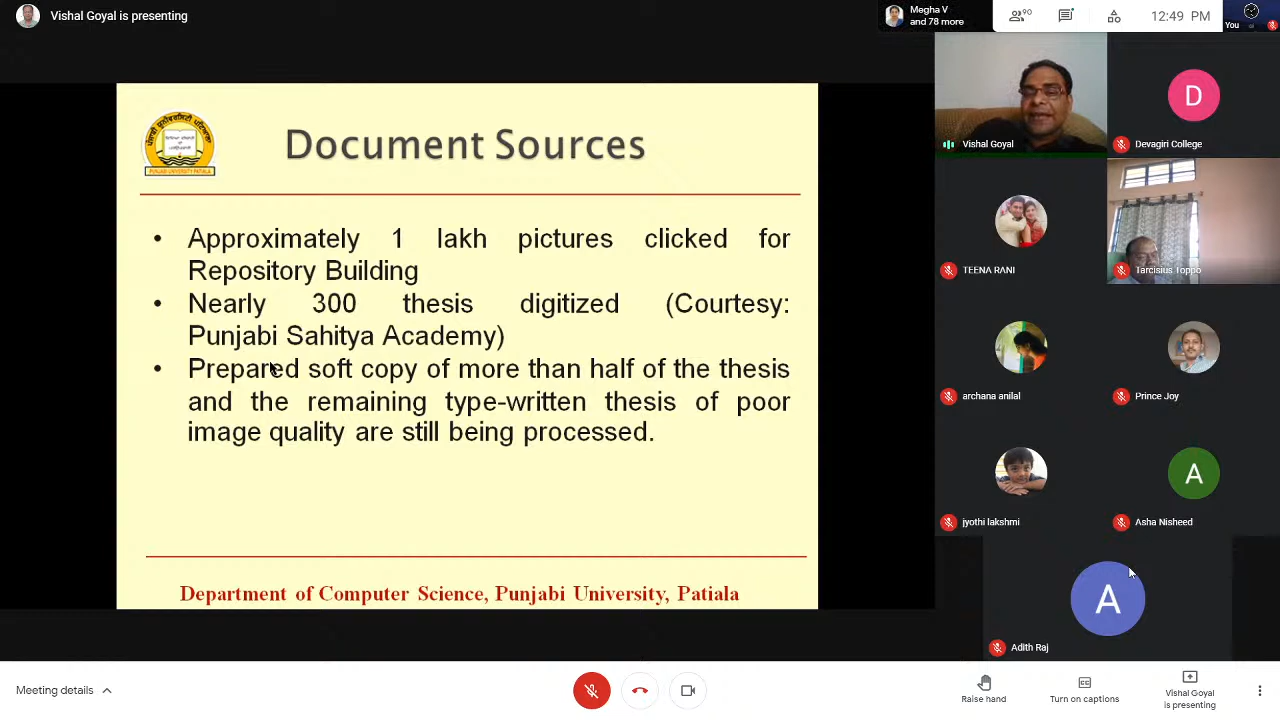 Vishal Goyal is presenting
Megha V
and 78 more
90
12:49 PM
You
Document Sources
PUNJABI UNIVERSITY PATIALA
• Approximately 1 lakh pictures clicked for
Repository Building
• Nearly 300 thesis digitized (Courtesy:
Punjabi Sahitya Academy)
• Prepared soft copy of more than half of the thesis
and the remaining type-written thesis of poor
image quality are still being processed.
Department of Computer Science, Punjabi University, Patiala
Vishal Goyal
D
Devagiri College
TEENA RANI
Tarcisius Toppo
archana anilal
Prince Joy
jyothi lakshmi
A
Asha Nisheed
A
Adith Raj
Meeting details
Raise hand
CC
Turn on captions
Vishal Goyal
is presenting